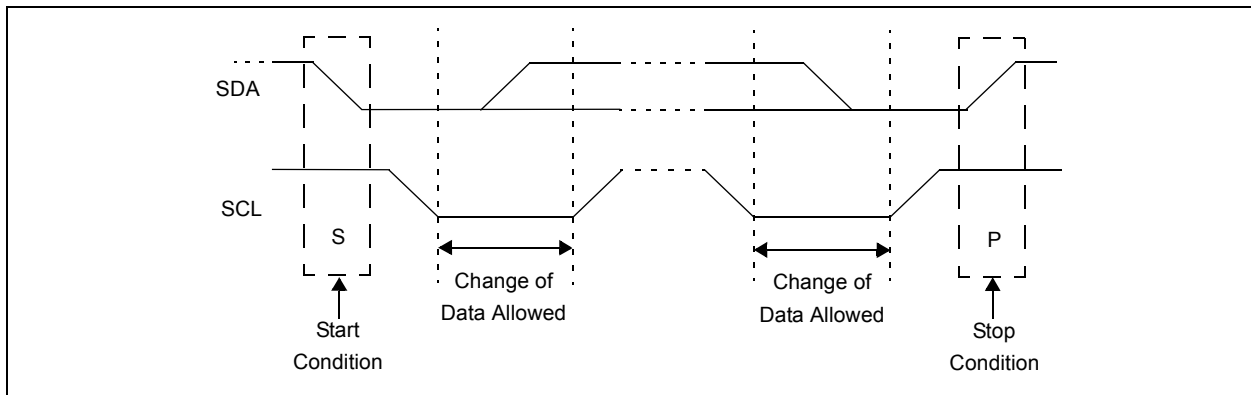 SDA
SCL
S
P
Change of
Data Allowed
Change of
Data Allowed
Start
Condition
Stop
Condition